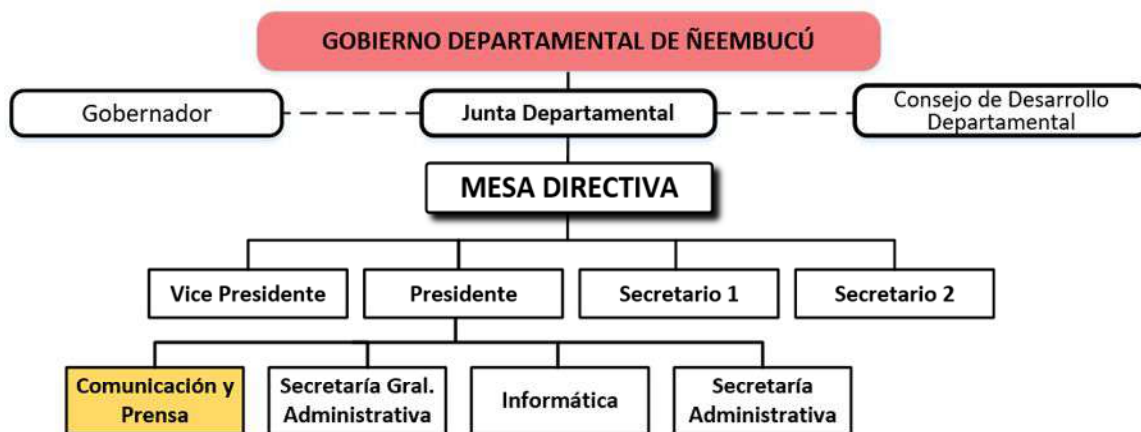 GOBIERNO DEPARTAMENTAL DE ÑEEMBUCÚ
Gobernador
Junta Departamental
Consejo de Desarrollo
Departamental
MESA DIRECTIVA
Vice Presidente
Presidente
Secretario 1
Secretario 2
Comunicación y
Prensa
Secretaría Gral.
Administrativa
Informática
Secretaría
Administrativa